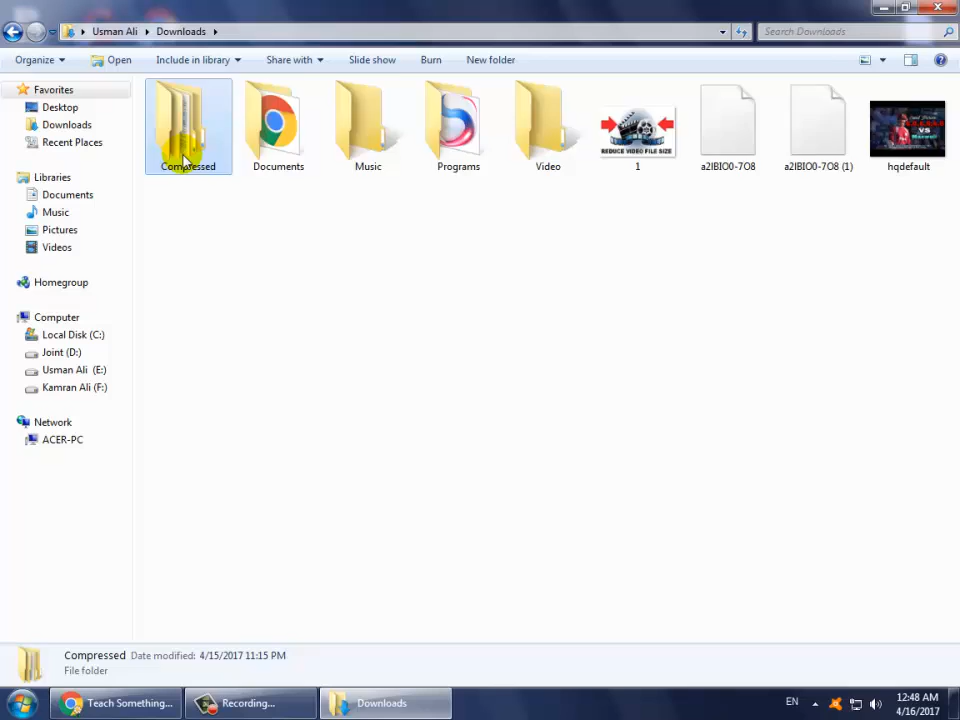 Usman Ali
Downloads
Search Downloads
Organize
Open
Include in library
Share with
Slide show
Burn
New folder
Favorites
Desktop
Downloads
Recent Places
Libraries
Documents
Music
Pictures
Videos
Homegroup
Computer
Local Disk (C:)
Joint (D:)
Usman Ali (E:)
Kamran Ali (F:)
Network
ACER-PC
Compressed
Documents
Music
Programs
Video
REDUCE VIDEO FILE SIZE
1
a2IBIO0-7O8
a2IBIO0-7O8 (1)
VS
hqdefault
Compressed Date modified: 4/15/2017 11:15 PM
File folder
Teach Something...
Recording...
Downloads
EN
12:48 AM
4/16/2017